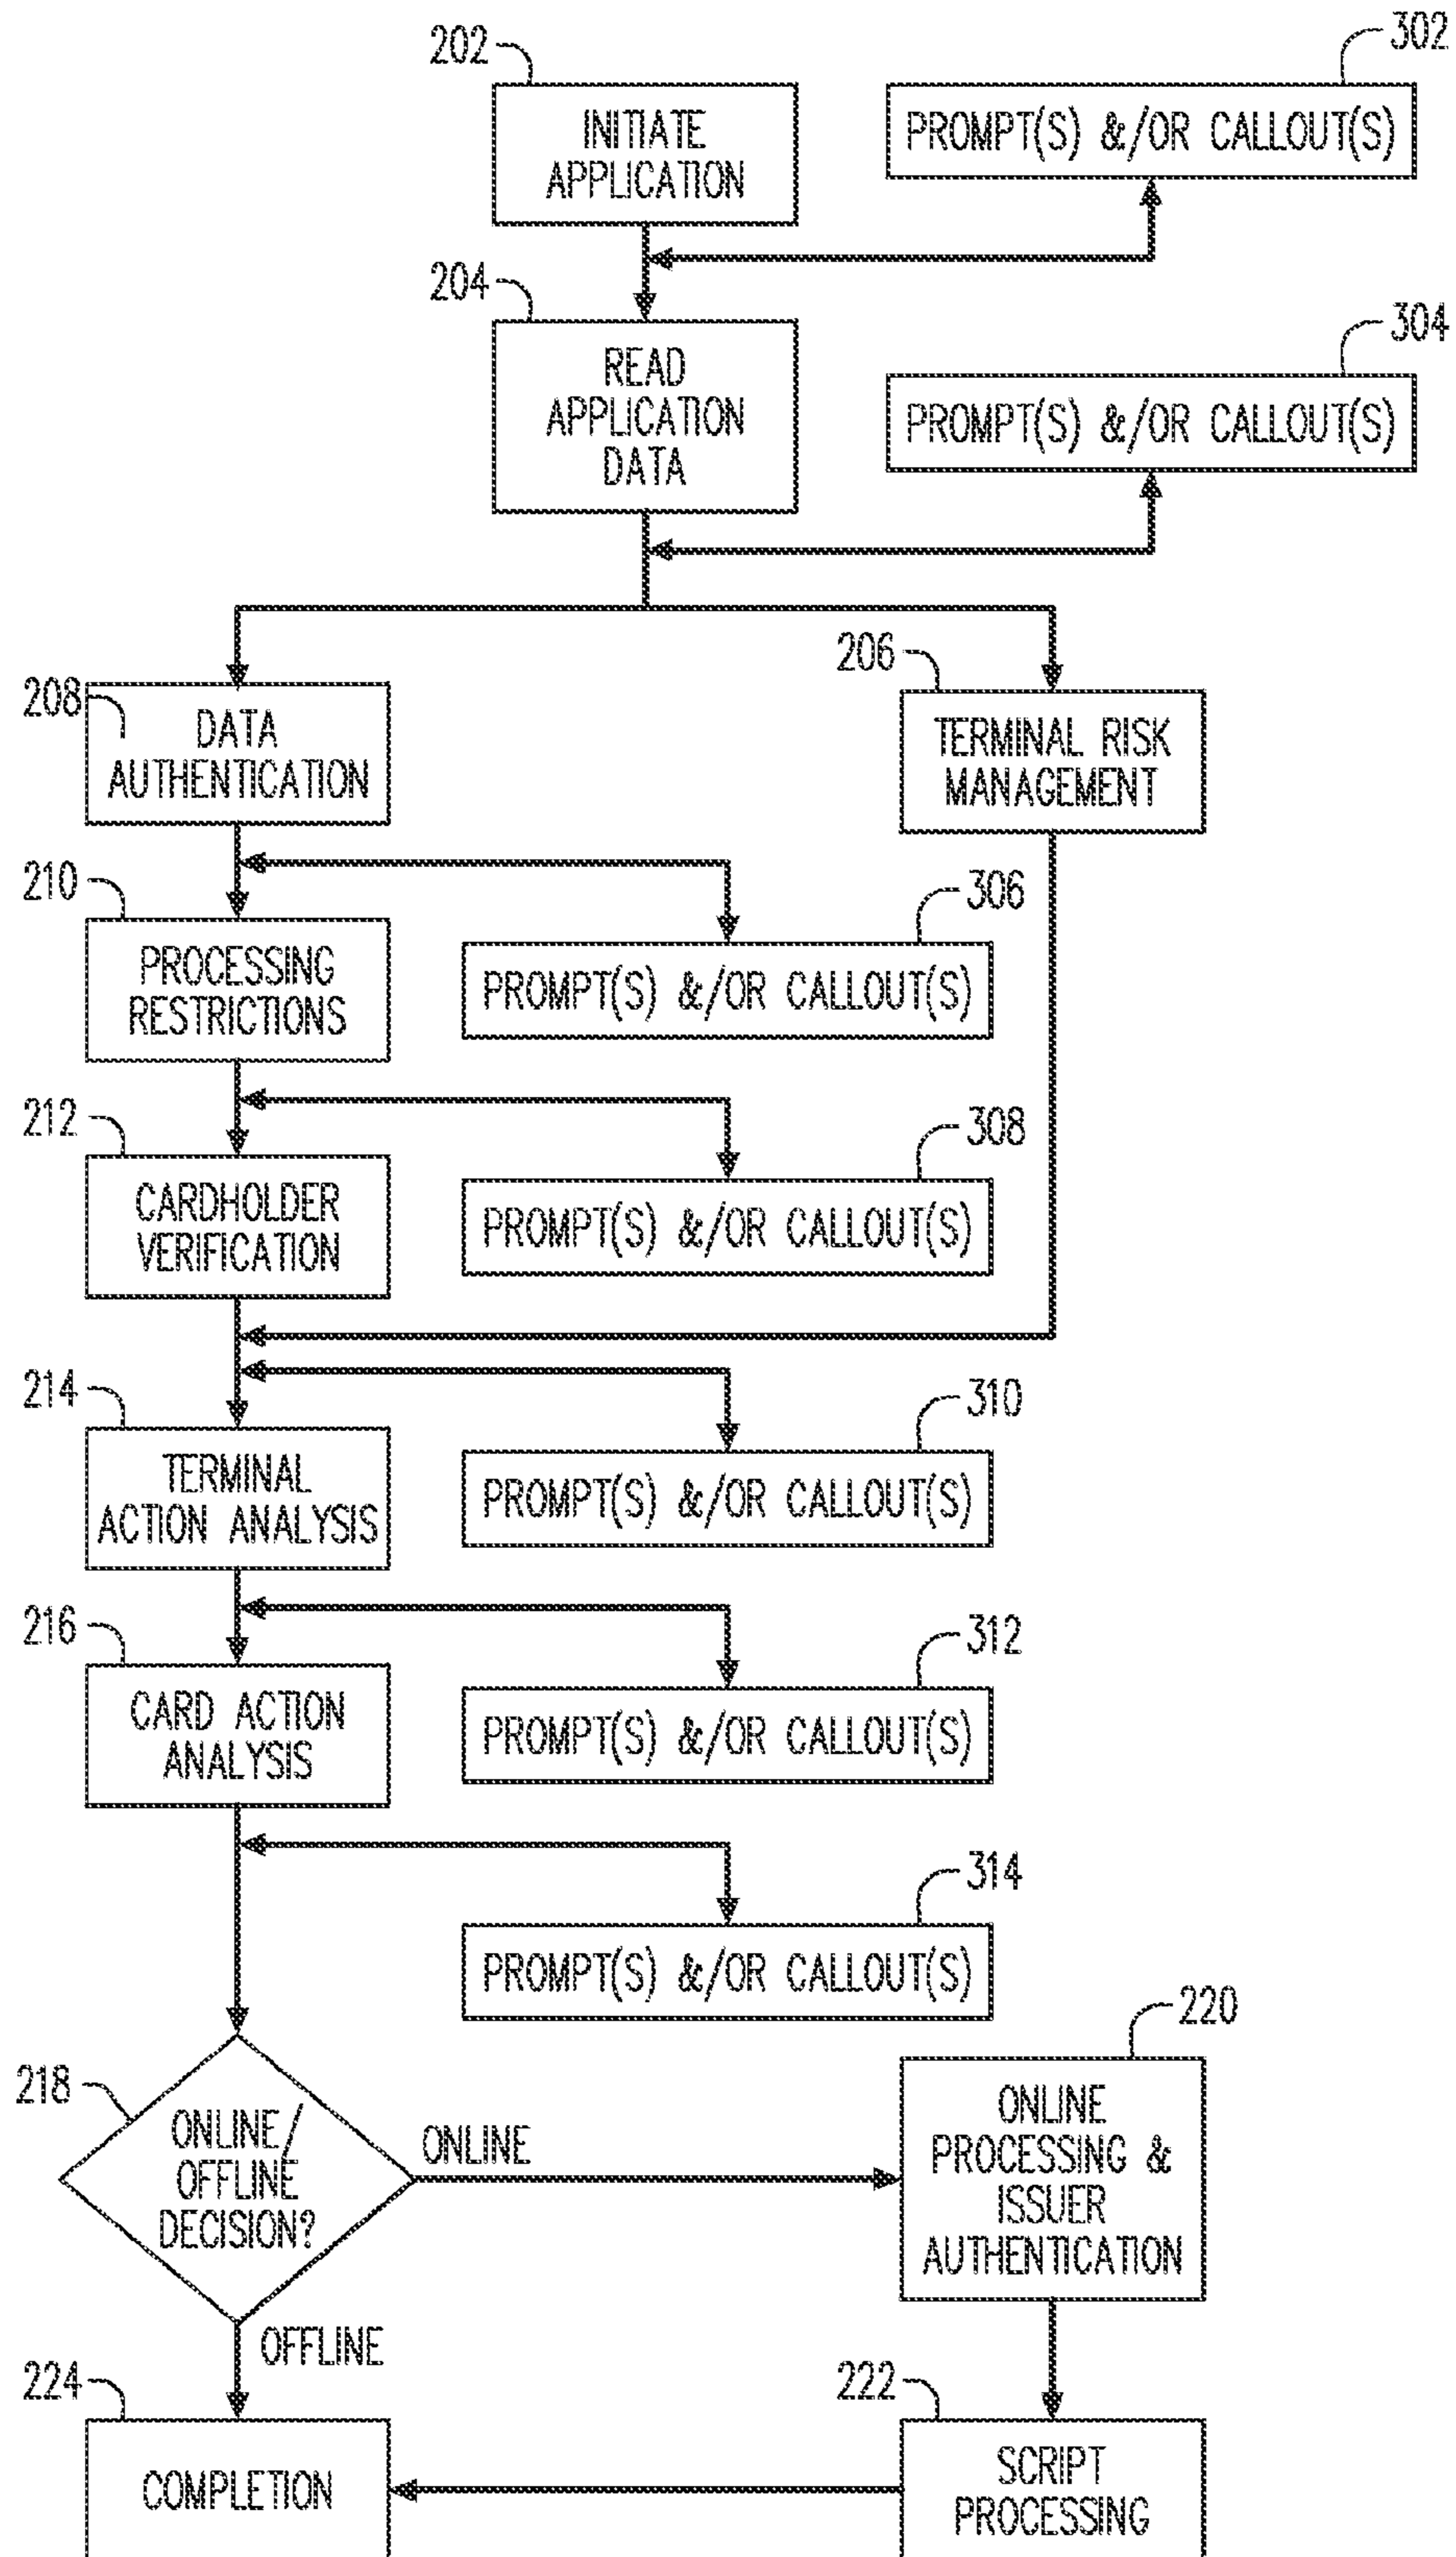 202
INITIATE
APPLICATION
302
PROMPT(S) &/OR CALLOUT(S)
204
READ
APPLICATION
DATA
304
PROMPT(S) &/OR CALLOUT(S)
208
DATA
AUTHENTICATION
206
TERMINAL RISK
MANAGEMENT
210
PROCESSING
RESTRICTIONS
306
PROMPT(S) &/OR CALLOUT(S)
212
CARDHOLDER
VERIFICATION
308
PROMPT(S) &/OR CALLOUT(S)
214
TERMINAL
ACTION ANALYSIS
310
PROMPT(S) &/OR CALLOUT(S)
216
CARD ACTION
ANALYSIS
312
PROMPT(S) &/OR CALLOUT(S)
314
PROMPT(S) &/OR CALLOUT(S)
218
ONLINE/
OFFLINE
DECISION?
ONLINE
OFFLINE
220
ONLINE
PROCESSING &
ISSUER
AUTHENTICATION
224
COMPLETION
222
SCRIPT
PROCESSING